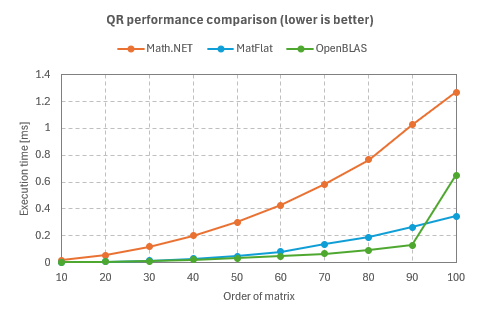 QR performance comparison (lower is better)
Math.NET MatFlat OpenBLAS
1.4
1.2
1
0.8
0.6
0.4
0.2
0
Execution time [ms]
10 20 30 40 50 60 70 80 90 100
Order of matrix